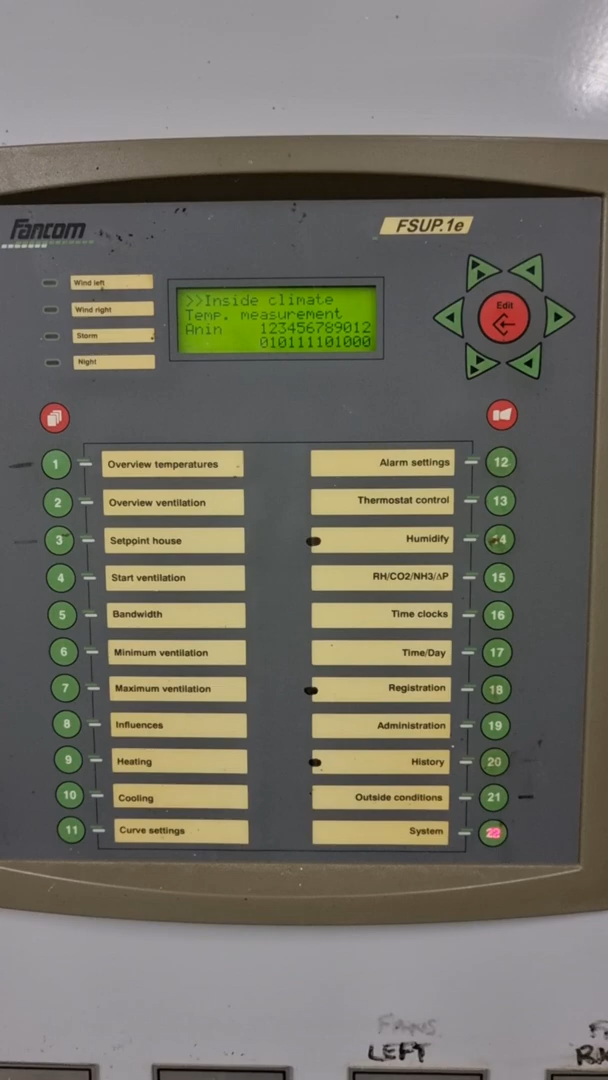 Fancom
FSUP.1e
Wind left
Wind right
Storm
Night
>>Inside climate
Temp. measurement
Anin 123456789012
010111101000
Edit
1 Overview temperatures
2 Overview ventilation
3 Setpoint house
4 Start ventilation
5 Bandwidth
6 Minimum ventilation
7 Maximum ventilation
8 Influences
9 Heating
10 Cooling
11 Curve settings
Alarm settings 12
Thermostat control 13
Humidify 14
RH/CO2/NH3/ΔP 15
Time clocks 16
Time/Day 17
Registration 18
Administration 19
History 20
Outside conditions 21
System 22
FANS
LEFT